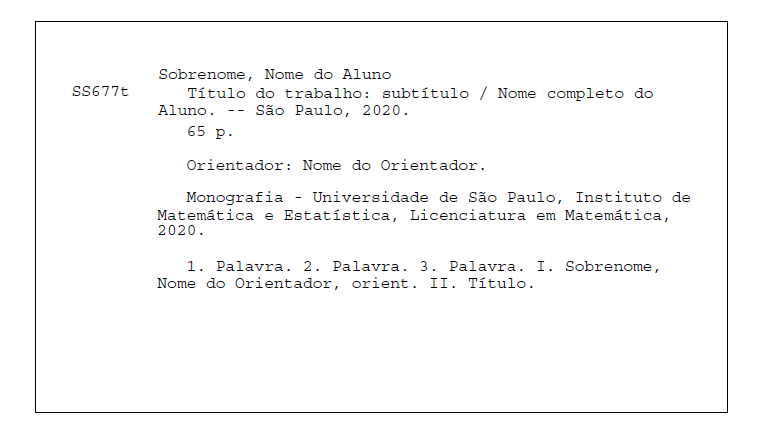 Sobrenome, Nome do Aluno
SS677t
Título do trabalho: subtítulo / Nome completo do
Aluno. -- São Paulo, 2020.
65 p.
Orientador: Nome do Orientador.
Monografia - Universidade de São Paulo, Instituto de
Matemática e Estatística, Licenciatura em Matemática,
2020.
1. Palavra. 2. Palavra. 3. Palavra. I. Sobrenome,
Nome do Orientador, orient. II. Título.